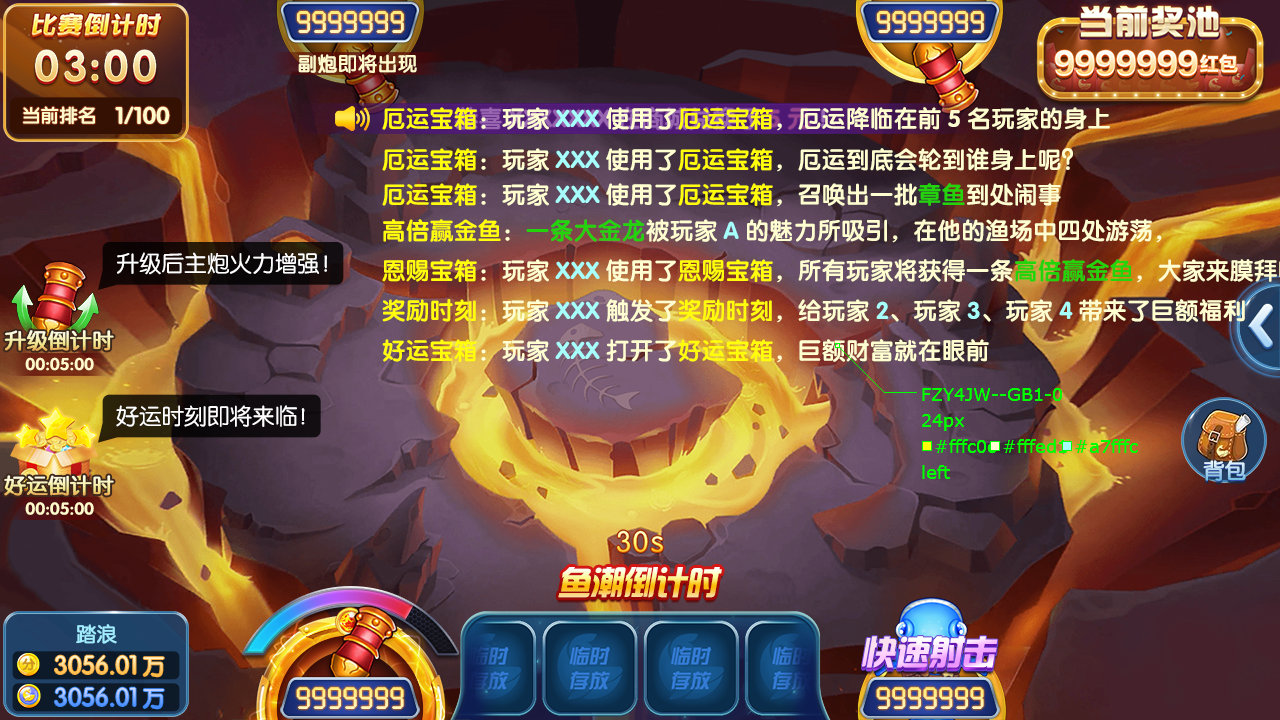 比赛倒计时
03:00
当前排名 1/100
9999999
副炮即将出现
9999999
当前奖池
9999999红包
厄运宝箱：玩家 XXX 使用了厄运宝箱，厄运降临在前 5 名玩家的身上
厄运宝箱：玩家 XXX 使用了厄运宝箱，厄运到底会轮到谁身上呢？
厄运宝箱：玩家 XXX 使用了厄运宝箱，召唤出一批章鱼到处闹事
高倍赢金鱼：一条大金龙被玩家 A 的魅力所吸引，在他的渔场中四处游荡，
恩赐宝箱：玩家 XXX 使用了恩赐宝箱，所有玩家将获得一条高倍赢金鱼，大家来膜拜
奖励时刻：玩家 XXX 触发了奖励时刻，给玩家 2、玩家 3、玩家 4 带来了巨额福利
好运宝箱：玩家 XXX 打开了好运宝箱，巨额财富就在眼前
升级后主炮火力增强！
升级倒计时
00:05:00
好运时刻即将来临！
好运倒计时
00:05:00
FZY4JW--GB1-0
24px
#fffc0c #fffed1 #a7fffc
left
背包
30s
鱼潮倒计时
踏浪
3056.01 万
3056.01 万
9999999
临时
存放
临时
存放
临时
存放
临时
存放
快速射击
9999999